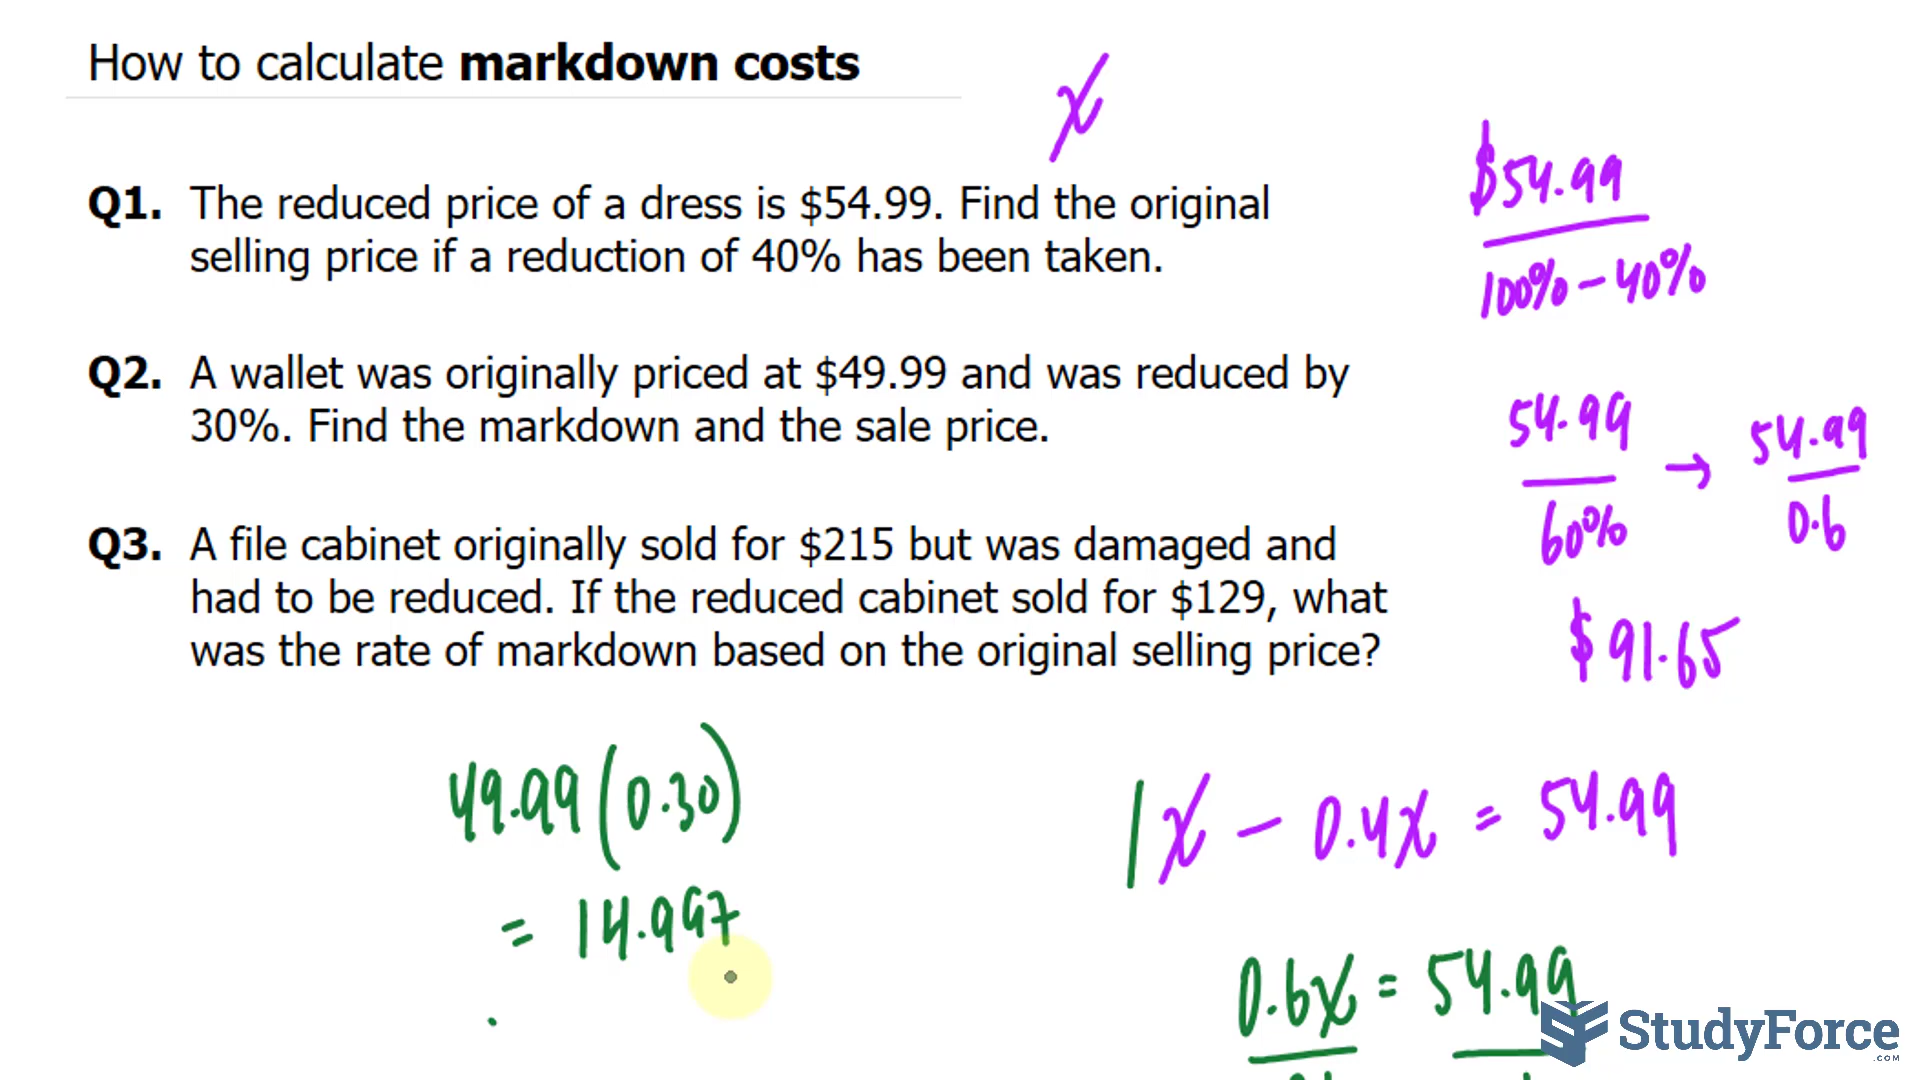 How to calculate markdown costs
x
Q1. The reduced price of a dress is $54.99. Find the original
selling price if a reduction of 40% has been taken.
$54.99
100% - 40%
Q2. A wallet was originally priced at $49.99 and was reduced by
30%. Find the markdown and the sale price.
54.99 → 54.99
60% 0.6
Q3. A file cabinet originally sold for $215 but was damaged and
had to be reduced. If the reduced cabinet sold for $129, what
was the rate of markdown based on the original selling price?
$91.65
49.99(0.30)
= 14.997
1x - 0.4x = 54.99
0.6x = 54.99
StudyForce
.COM